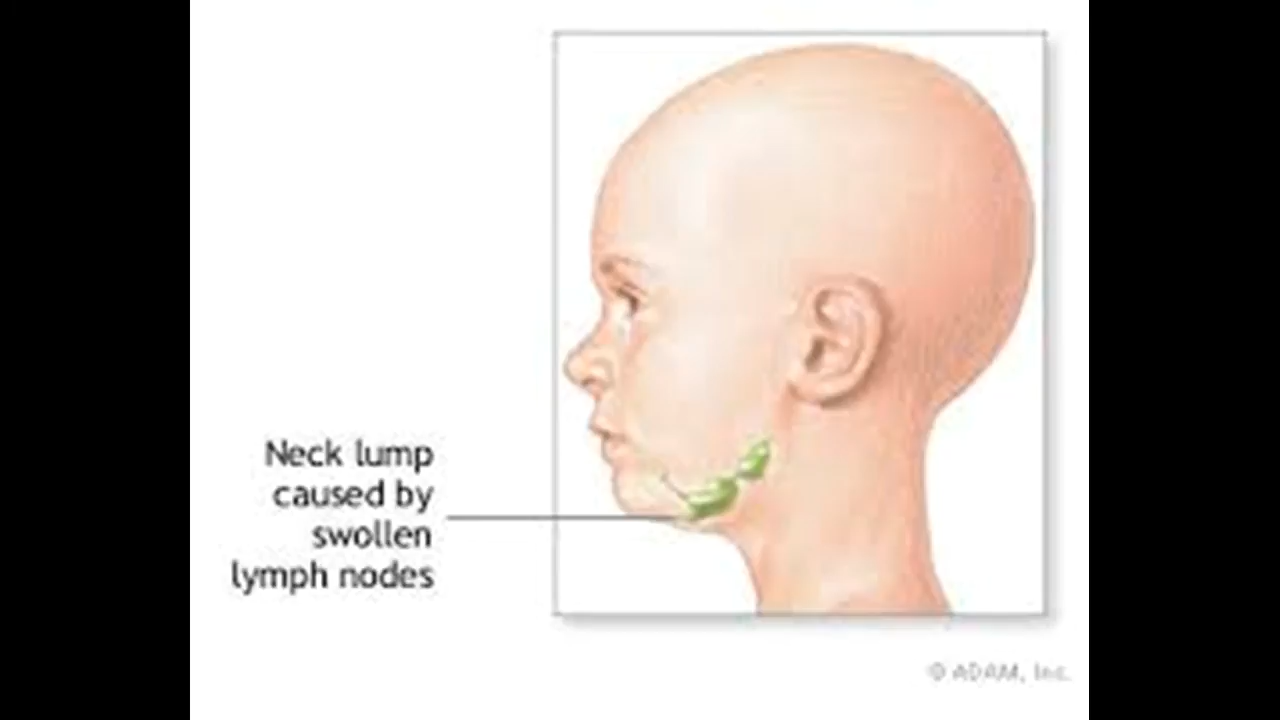 Neck lump
caused by
swollen
lymph nodes
© ADAM, Inc.